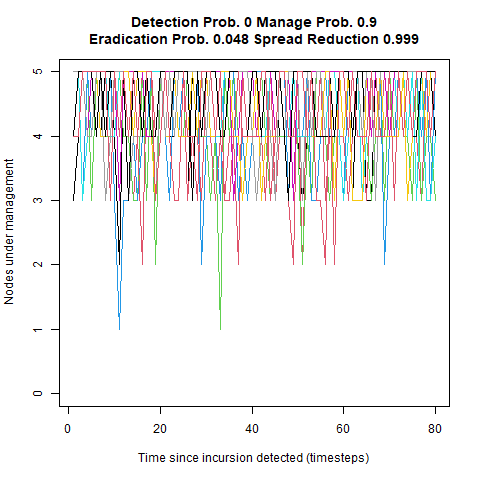 Detection Prob. 0 Manage Prob. 0.9
Eradication Prob. 0.048 Spread Reduction 0.999
Nodes under management
5
4
3
2
1
0
0 20 40 60 80
Time since incursion detected (timesteps)